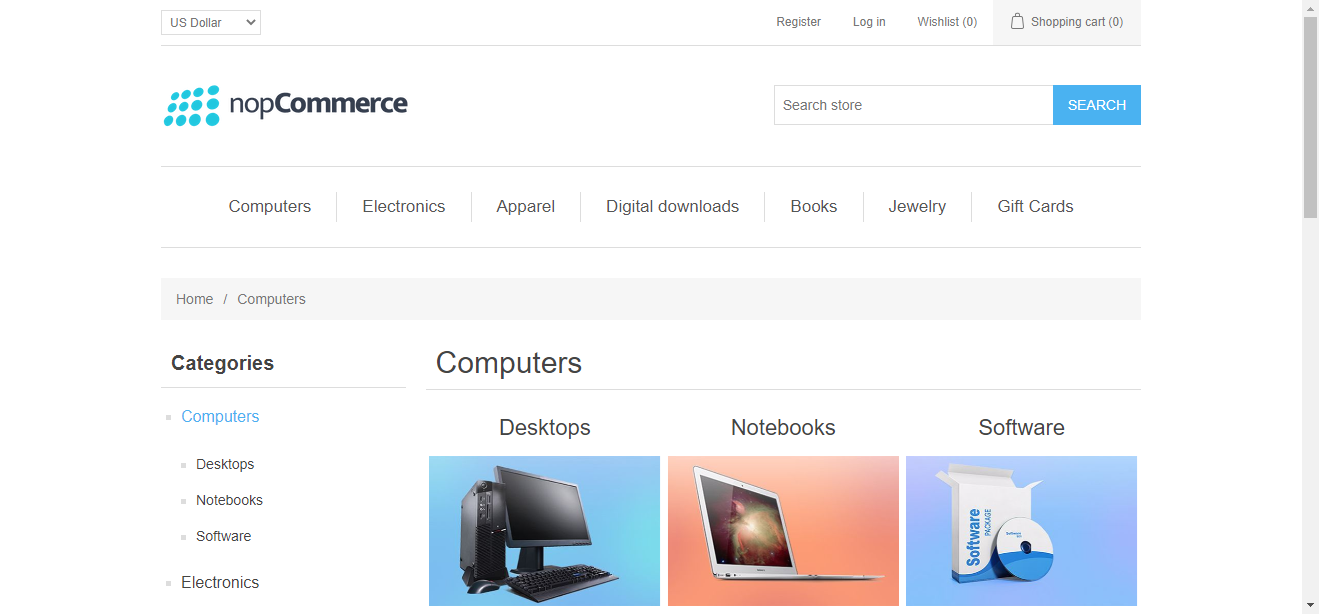 US Dollar
Register
Log in
Wishlist (0)
Shopping cart (0)
nopCommerce
Search store
SEARCH
Computers
Electronics
Apparel
Digital downloads
Books
Jewelry
Gift Cards
Home / Computers
Categories
Computers
Desktops
Notebooks
Software
Electronics
Computers
Desktops
Notebooks
Software
Software
PACKAGE
Software